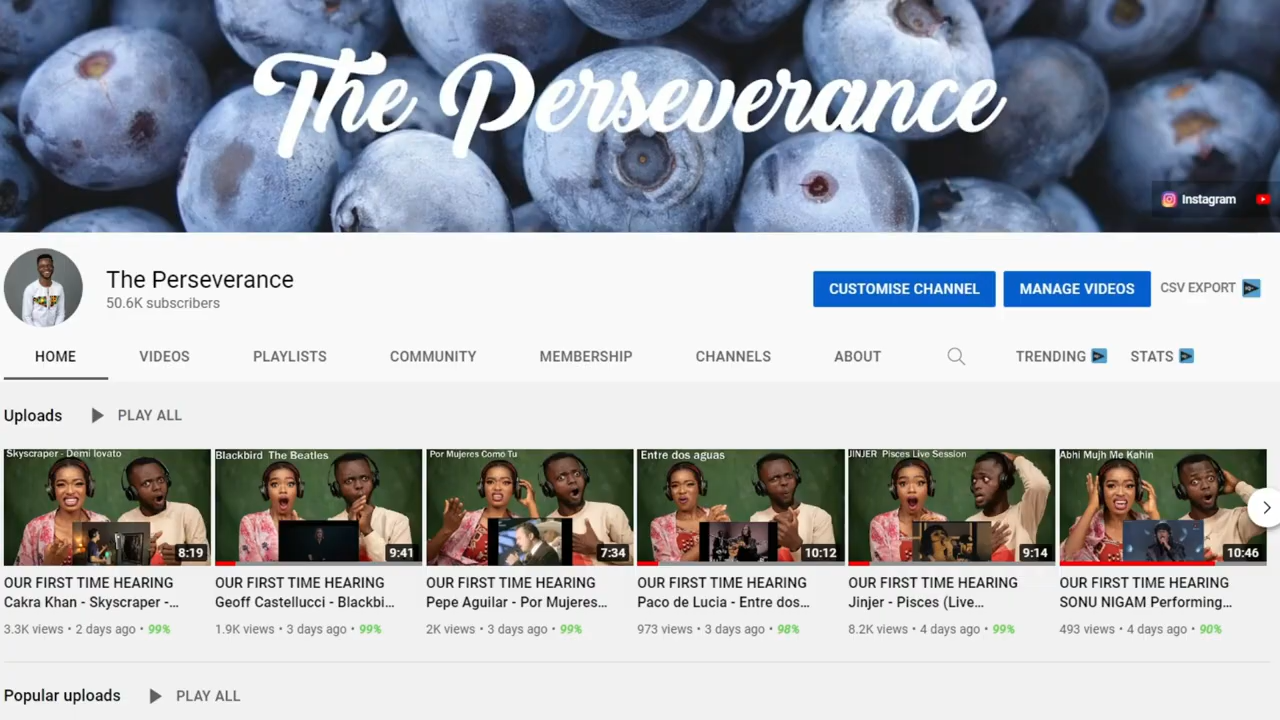 The Perseverance
Instagram
The Perseverance
50.6K subscribers
CUSTOMISE CHANNEL
MANAGE VIDEOS
CSV EXPORT
HOME
VIDEOS
PLAYLISTS
COMMUNITY
MEMBERSHIP
CHANNELS
ABOUT
TRENDING
STATS
Uploads
PLAY ALL
Skyscraper - Demi lovato
8:19
OUR FIRST TIME HEARING
Cakra Khan - Skyscraper -...
3.3K views • 2 days ago • 99%
Blackbird The Beatles
9:41
OUR FIRST TIME HEARING
Geoff Castellucci - Blackbi...
1.9K views • 3 days ago • 99%
Por Mujeres Como Tu
7:34
OUR FIRST TIME HEARING
Pepe Aguilar - Por Mujeres...
2K views • 3 days ago • 99%
Entre dos aguas
10:12
OUR FIRST TIME HEARING
Paco de Lucia - Entre dos...
973 views • 3 days ago • 98%
JINJER Pisces Live Session
9:14
OUR FIRST TIME HEARING
Jinjer - Pisces (Live...
8.2K views • 4 days ago • 99%
Abhi Mujh Me Kahin
10:46
OUR FIRST TIME HEARING
SONU NIGAM Performing...
493 views • 4 days ago • 90%
Popular uploads
PLAY ALL